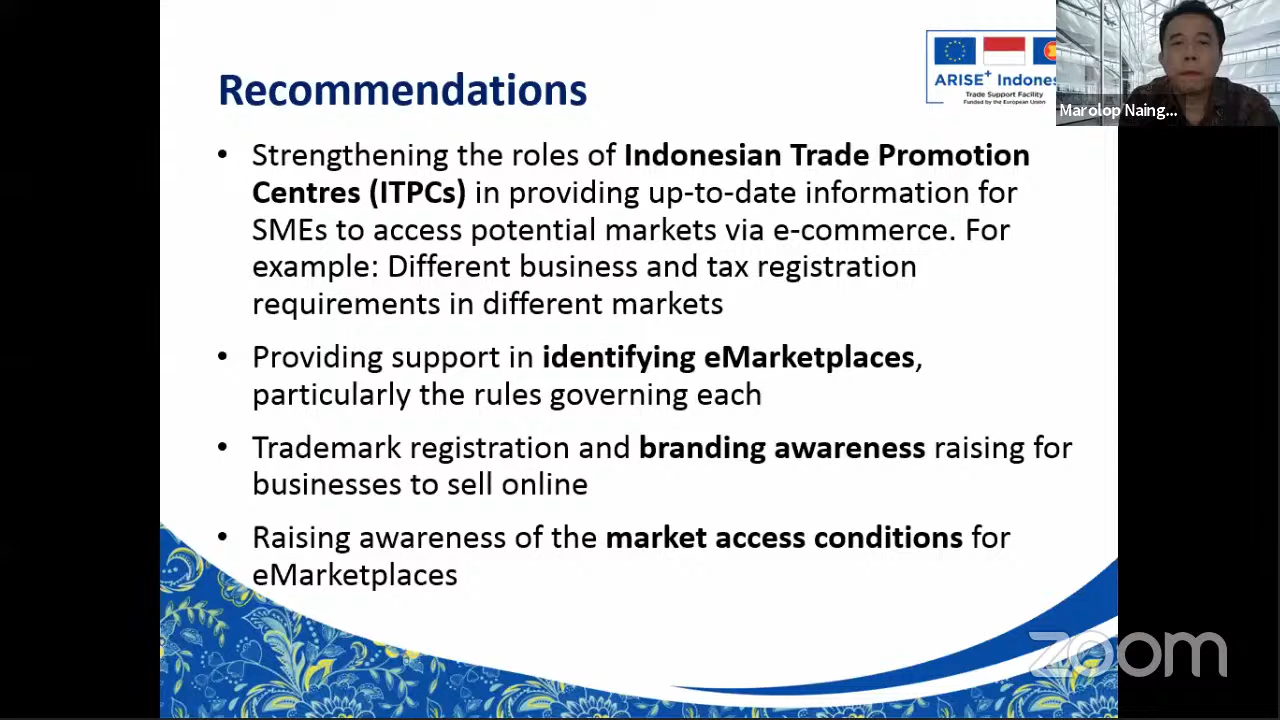 Recommendations
ARISE+ Indones
Trade Support Facility
Funded by the European Union
Marolop Naing...
• Strengthening the roles of Indonesian Trade Promotion
Centres (ITPCs) in providing up-to-date information for
SMEs to access potential markets via e-commerce. For
example: Different business and tax registration
requirements in different markets
• Providing support in identifying eMarketplaces,
particularly the rules governing each
• Trademark registration and branding awareness raising for
businesses to sell online
• Raising awareness of the market access conditions for
eMarketplaces
zoom